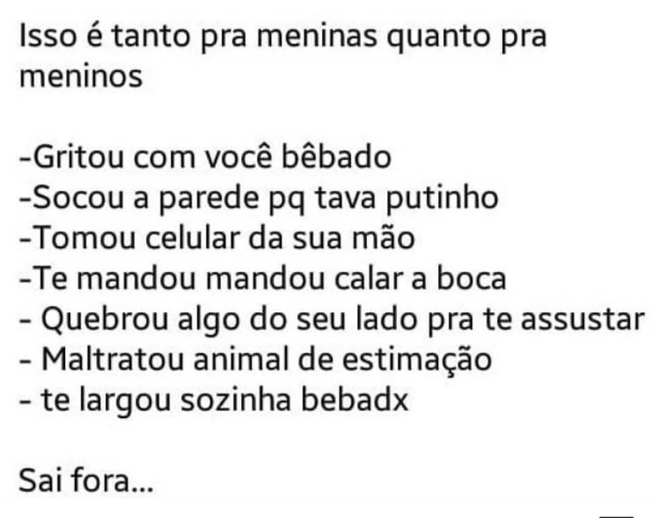 Isso é tanto pra meninas quanto pra
meninos
-Gritou com você bêbado
-Socou a parede pq tava putinho
-Tomou celular da sua mão
-Te mandou mandou calar a boca
- Quebrou algo do seu lado pra te assustar
- Maltratou animal de estimação
- te largou sozinha bebadx
Sai fora...